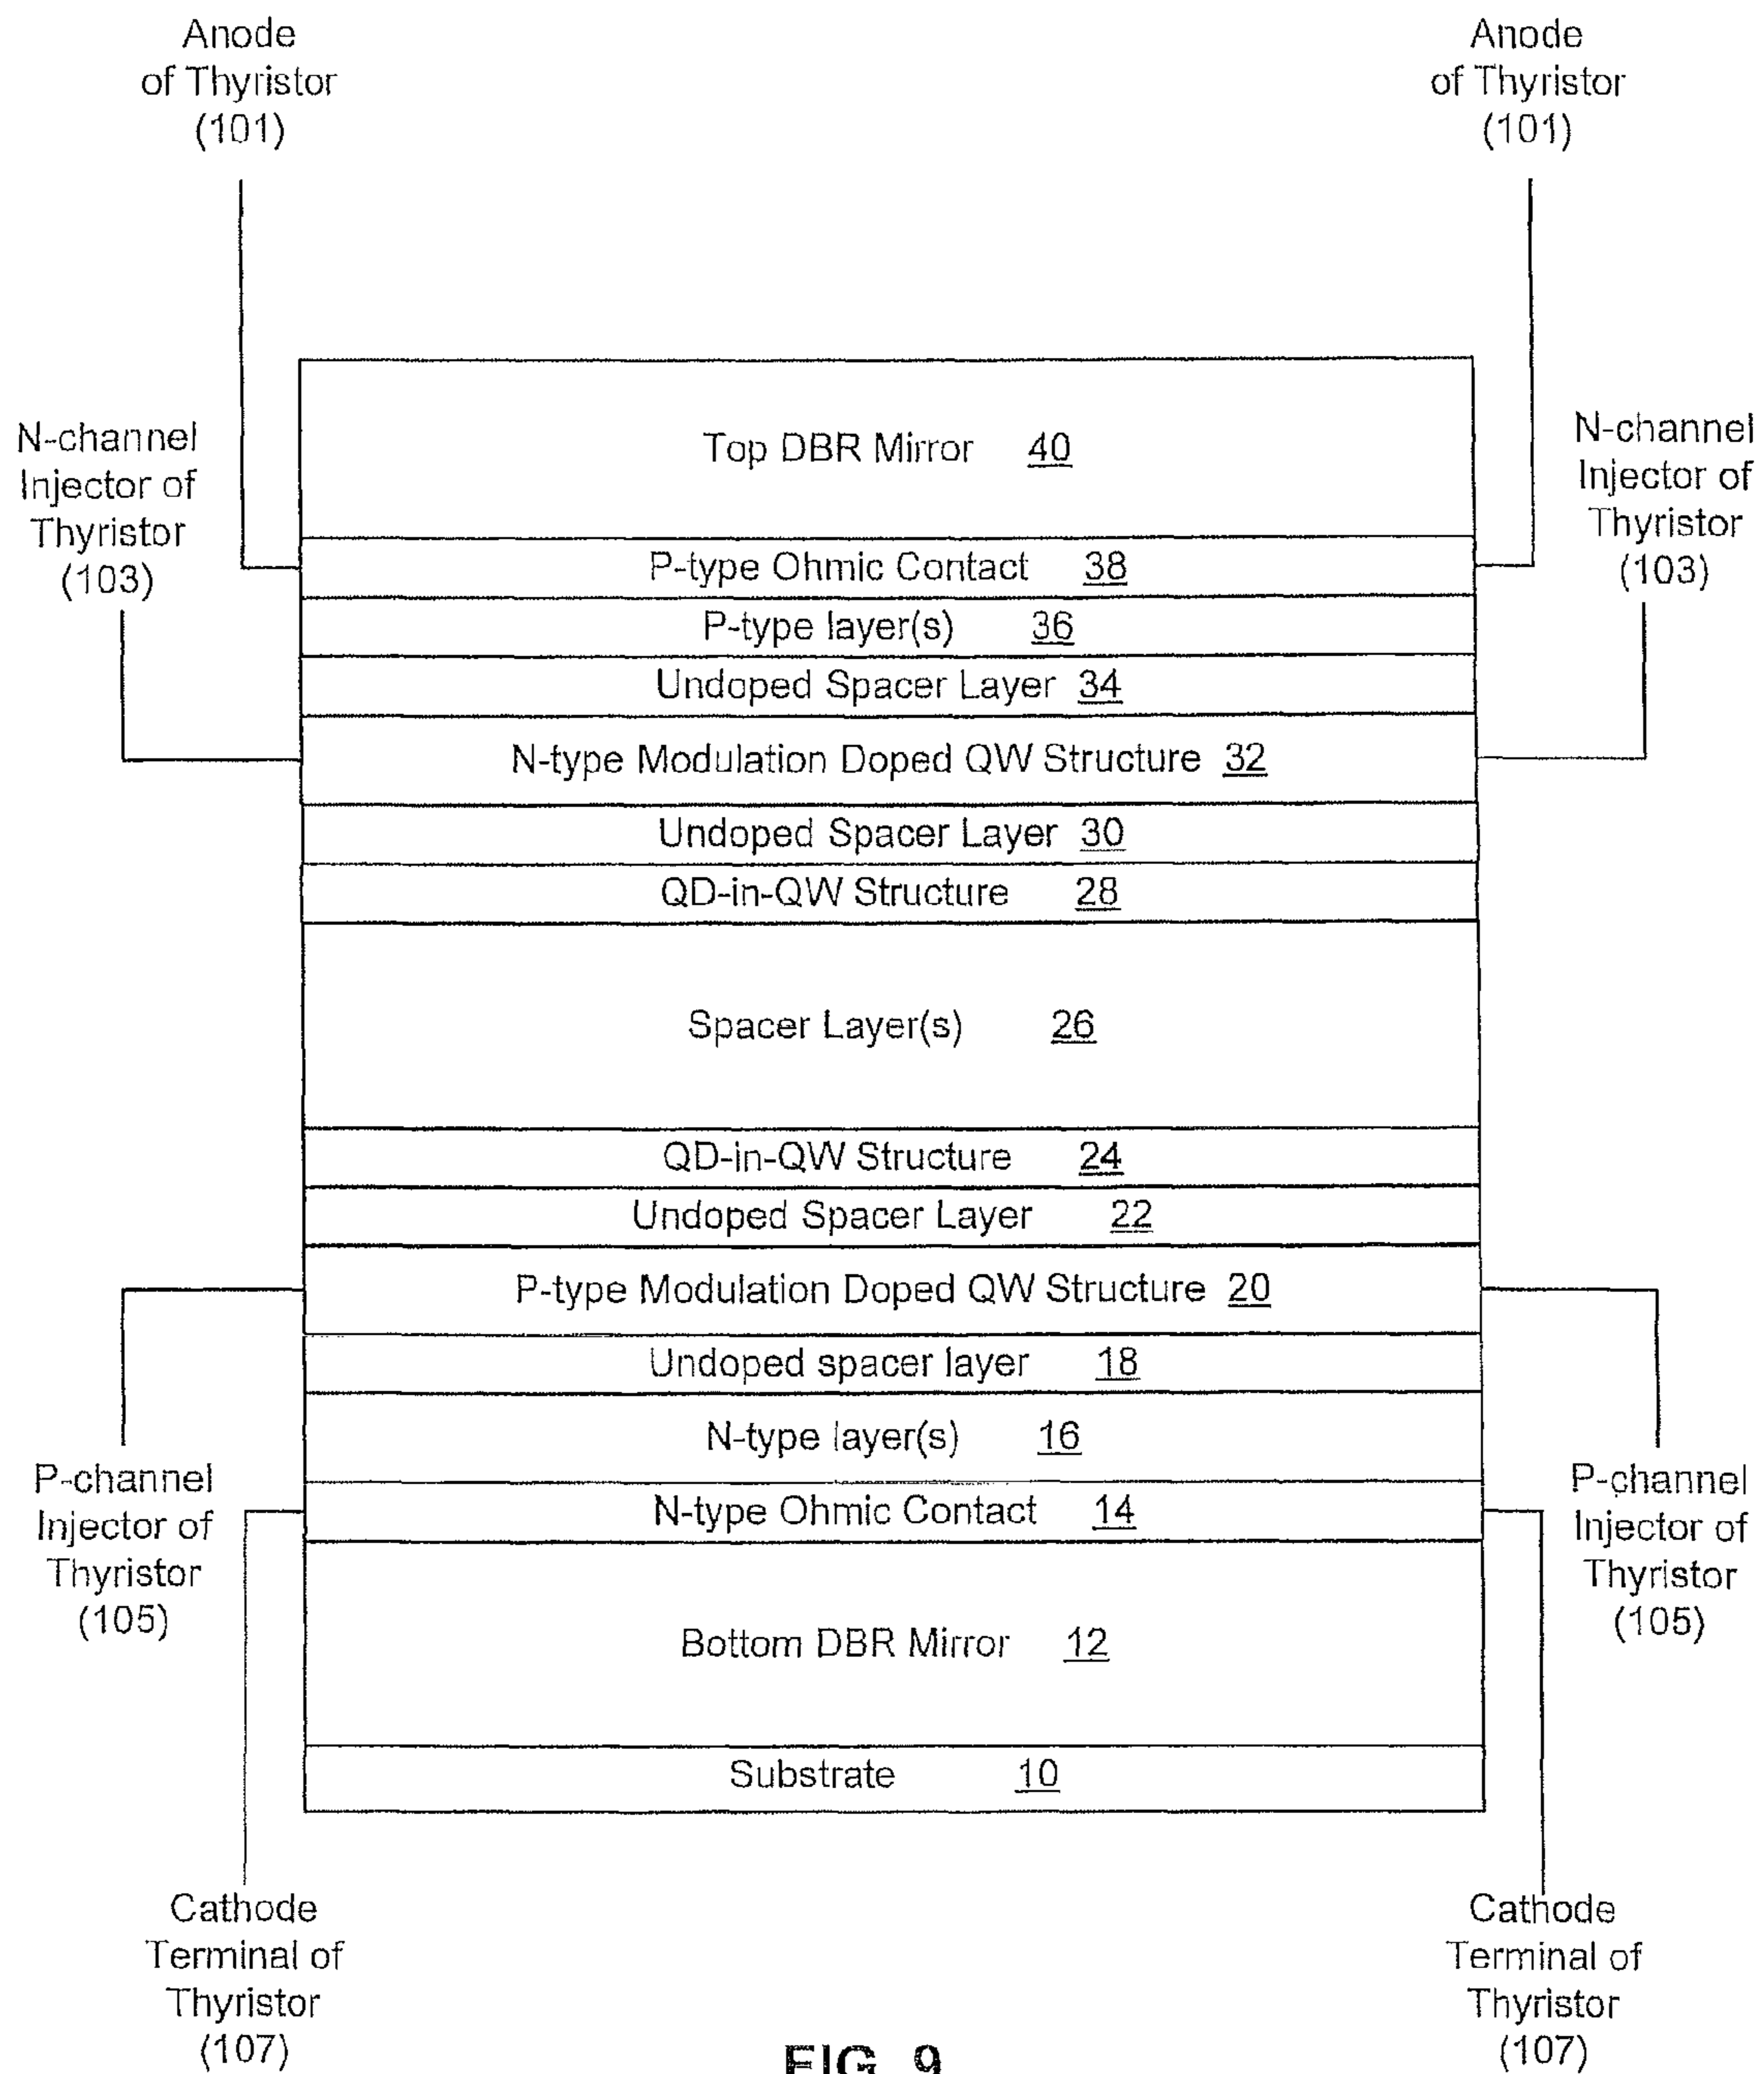 Anode
of Thyristor
(101)
Anode
of Thyristor
(101)
N-channel
Injector of
Thyristor
(103)
N-channel
Injector of
Thyristor
(103)
Top DBR Mirror 40
P-type Ohmic Contact 38
P-type layer(s) 36
Undoped Spacer Layer 34
N-type Modulation Doped QW Structure 32
Undoped Spacer Layer 30
QD-in-QW Structure 28
Spacer Layer(s) 26
QD-in-QW Structure 24
Undoped Spacer Layer 22
P-type Modulation Doped QW Structure 20
Undoped spacer layer 18
N-type layer(s) 16
N-type Ohmic Contact 14
Bottom DBR Mirror 12
Substrate 10
P-channel
Injector of
Thyristor
(105)
P-channel
Injector of
Thyristor
(105)
Cathode
Terminal of
Thyristor
(107)
Cathode
Terminal of
Thyristor
(107)
FIG. 9